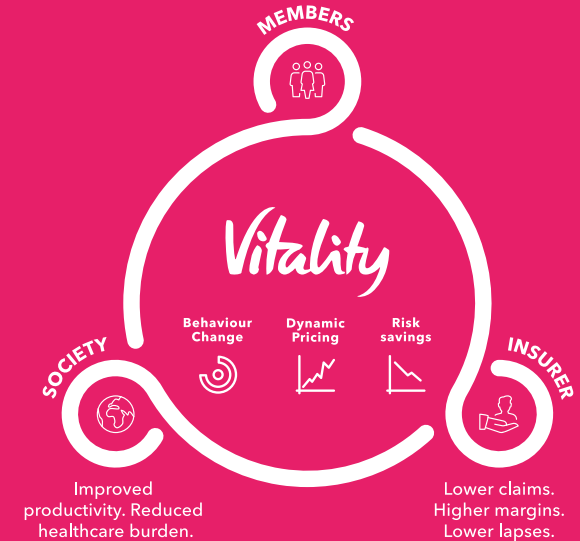 MEMBERS
Vitality
Behaviour
Change
Dynamic
Pricing
Risk
savings
SOCIETY
Improved
productivity. Reduced
healthcare burden.
INSURER
Lower claims.
Higher margins.
Lower lapses.